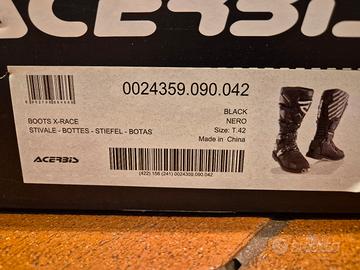 ACERBIS
0024359.090.042
BLACK
BOOTS X-RACE
NERO
STIVALE - BOTTES - STIEFEL - BOTAS
Size: T.42
Made in China
ACERBIS
(422) 156 (241) 0024359.090.042
subito